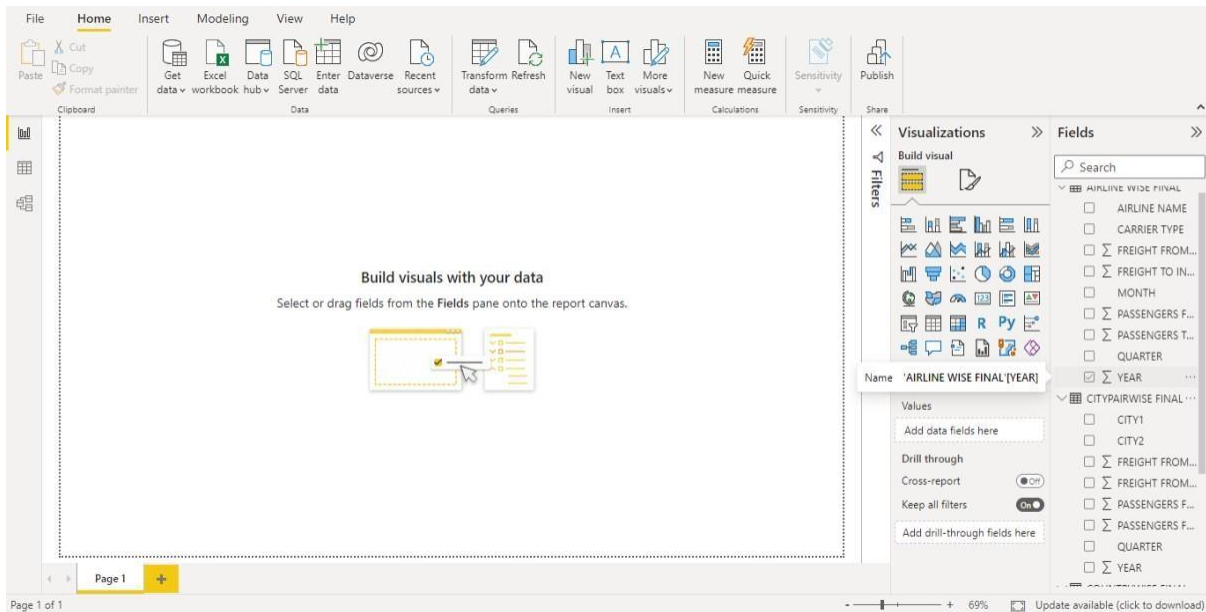 File Home Insert Modeling View Help
Cut
Copy
Format painter
Paste
Get data
Excel workbook
Data hub
SQL Server
Enter data
Dataverse
Recent sources
Transform data
Refresh
New visual
Text box
More visuals
New measure
Quick measure
Sensitivity
Publish
Clipboard Data Queries Insert Calculations Sensitivity Share
Filters
Build visuals with your data
Select or drag fields from the Fields pane onto the report canvas.
Visualizations
Build visual
R Py
123
Name 'AIRLINE WISE FINAL'[YEAR]
Values
Add data fields here
Drill through
Cross-report Off
Keep all filters On
Add drill-through fields here
Fields
Search
AIRLINE WISE FINAL
AIRLINE NAME
CARRIER TYPE
FREIGHT FROM...
FREIGHT TO IN...
MONTH
PASSENGERS F...
PASSENGERS T...
QUARTER
YEAR
CITYPAIRWISE FINAL
CITY1
CITY2
FREIGHT FROM...
FREIGHT FROM...
PASSENGERS F...
PASSENGERS F...
QUARTER
YEAR
Page 1
Page 1 of 1
- + 69% Update available (click to download)